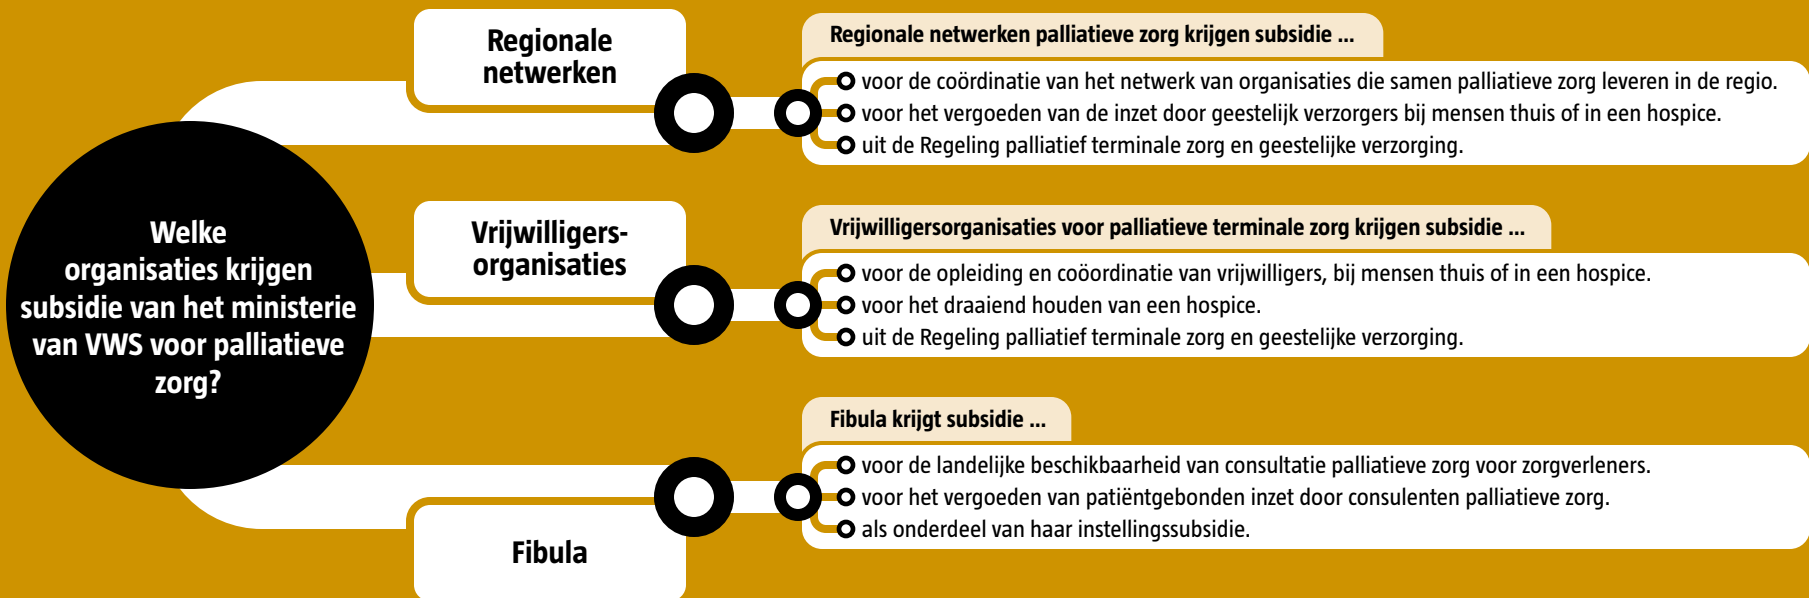 Welke
organisaties krijgen
subsidie van het ministerie
van VWS voor palliatieve
zorg?
Regionale
netwerken
Regionale netwerken palliatieve zorg krijgen subsidie ...
voor de coördinatie van het netwerk van organisaties die samen palliatieve zorg leveren in de regio.
voor het vergoeden van de inzet door geestelijk verzorgers bij mensen thuis of in een hospice.
uit de Regeling palliatief terminale zorg en geestelijke verzorging.
Vrijwilligers-
organisaties
Vrijwilligersorganisaties voor palliatieve terminale zorg krijgen subsidie ...
voor de opleiding en coöordinatie van vrijwilligers, bij mensen thuis of in een hospice.
voor het draaiend houden van een hospice.
uit de Regeling palliatief terminale zorg en geestelijke verzorging.
Fibula
Fibula krijgt subsidie ...
voor de landelijke beschikbaarheid van consultatie palliatieve zorg voor zorgverleners.
voor het vergoeden van patiëntgebonden inzet door consulenten palliatieve zorg.
als onderdeel van haar instellingssubsidie.